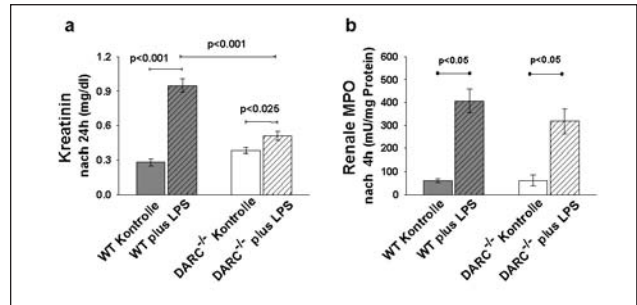 a
Kreatinin
nach 24h (mg/dl)
1.2
0.9
0.6
0.3
0.0
p<0.001
p<0.001
p<0.025
WT Kontrolle
WT plus LPS
DARC-/- Kontrolle
DARC-/- plus LPS
b
Renale MPO
nach 4h (mU/mg Protein)
600
500
400
300
200
100
0
p<0.05
p<0.05
WT Kontrolle
WT plus LPS
DARC-/- Kontrolle
DARC-/- plus LPS